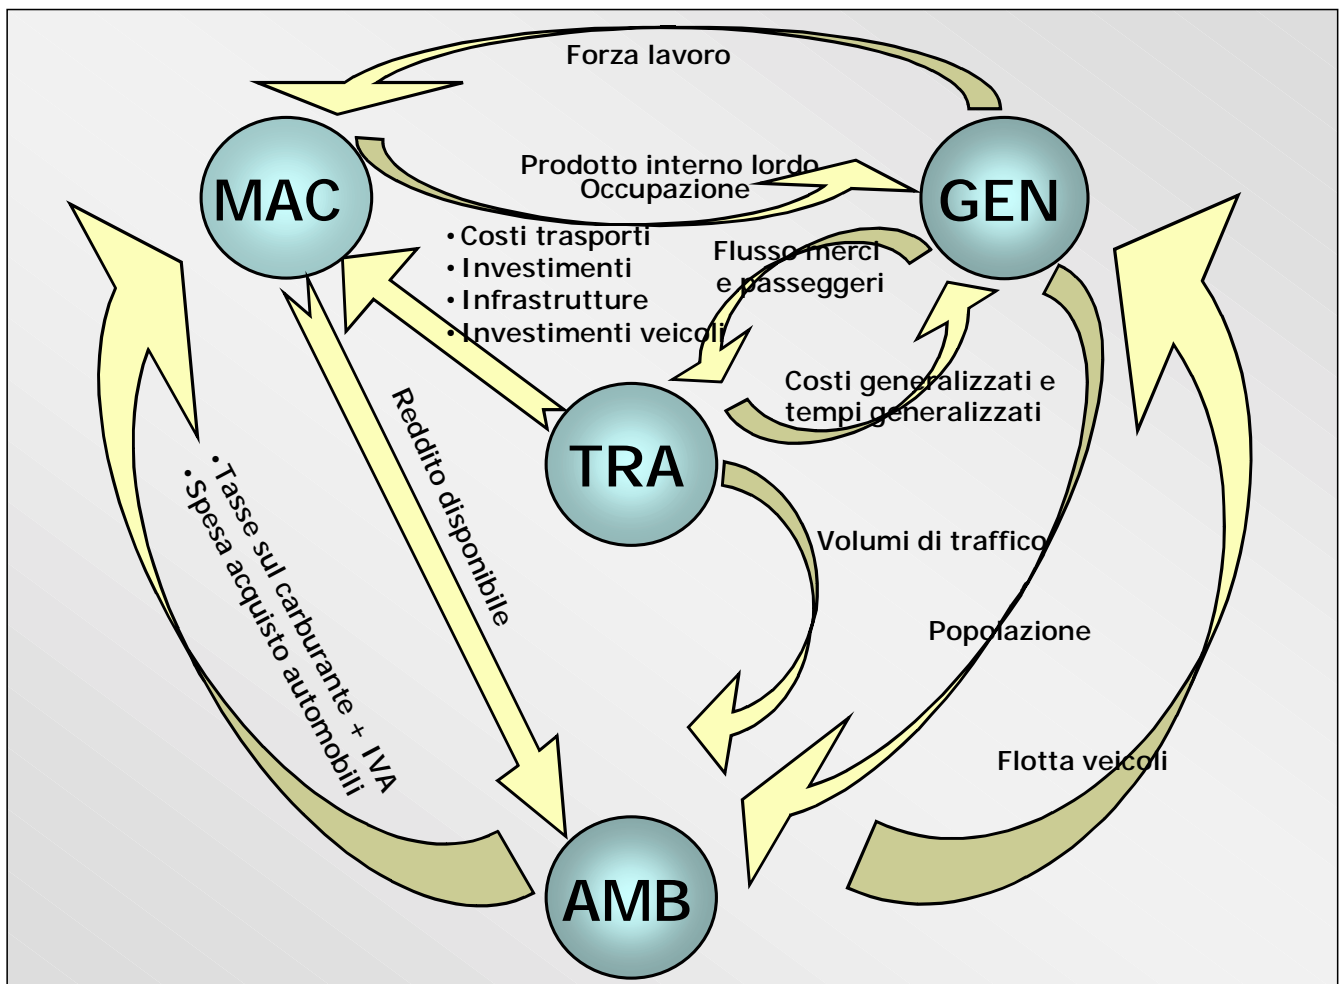 Forza lavoro
MAC
Prodotto interno lordo
Occupazione
GEN
• Costi trasporti
• Investimenti
• Infrastrutture
• Investimenti veicoli
Flusso merci
e passeggeri
Costi generalizzati e
tempi generalizzati
TRA
Reddito disponibile
• Tasse sul carburante + IVA
• Spesa acquisto automobili
Volumi di traffico
Popolazione
Flotta veicoli
AMB